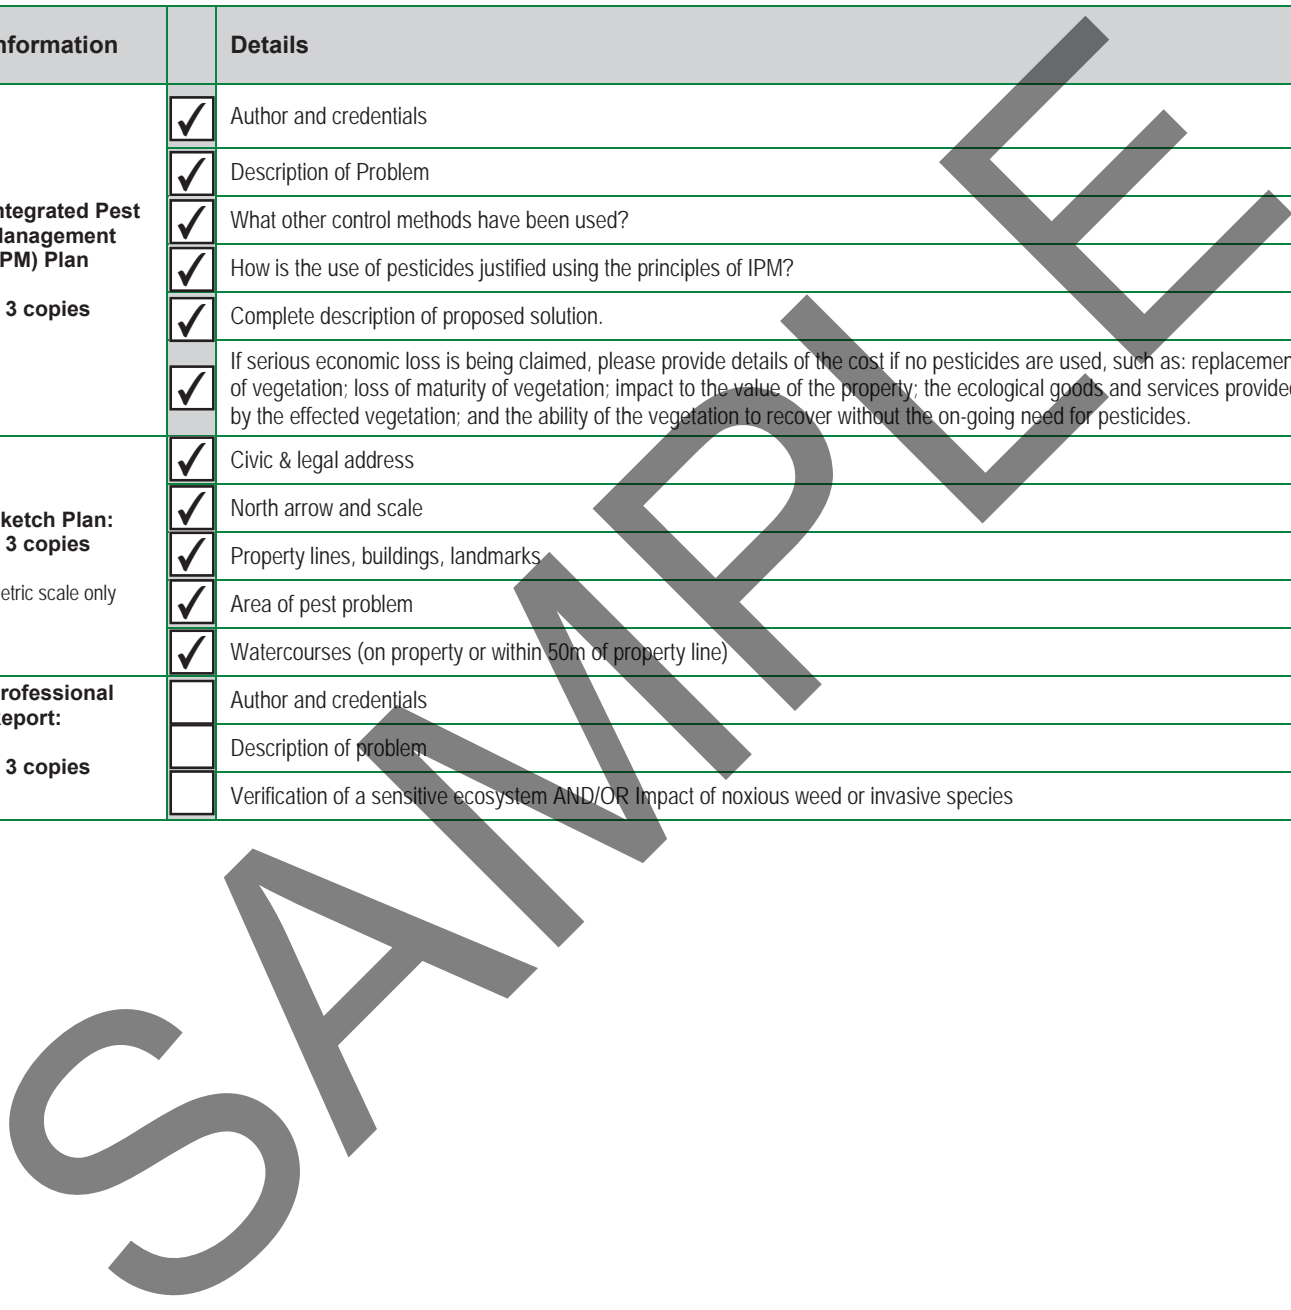 nformation
Details
ntegrated Pest
lanagement
PM) Plan
3 copies
✓ Author and credentials
✓ Description of Problem
✓ What other control methods have been used?
✓ How is the use of pesticides justified using the principles of IPM?
✓ Complete description of proposed solution.
✓ If serious economic loss is being claimed, please provide details of the cost if no pesticides are used, such as: replacemen
of vegetation; loss of maturity of vegetation; impact to the value of the property; the ecological goods and services provided
by the effected vegetation; and the ability of the vegetation to recover without the on-going need for pesticides.
ketch Plan:
3 copies
etric scale only
✓ Civic & legal address
✓ North arrow and scale
✓ Property lines, buildings, landmarks
✓ Area of pest problem
✓ Watercourses (on property or within 50m of property line)
rofessional
eport:
3 copies
Author and credentials
Description of problem
Verification of a sensitive ecosystem AND/OR Impact of noxious weed or invasive species
SAMPLE